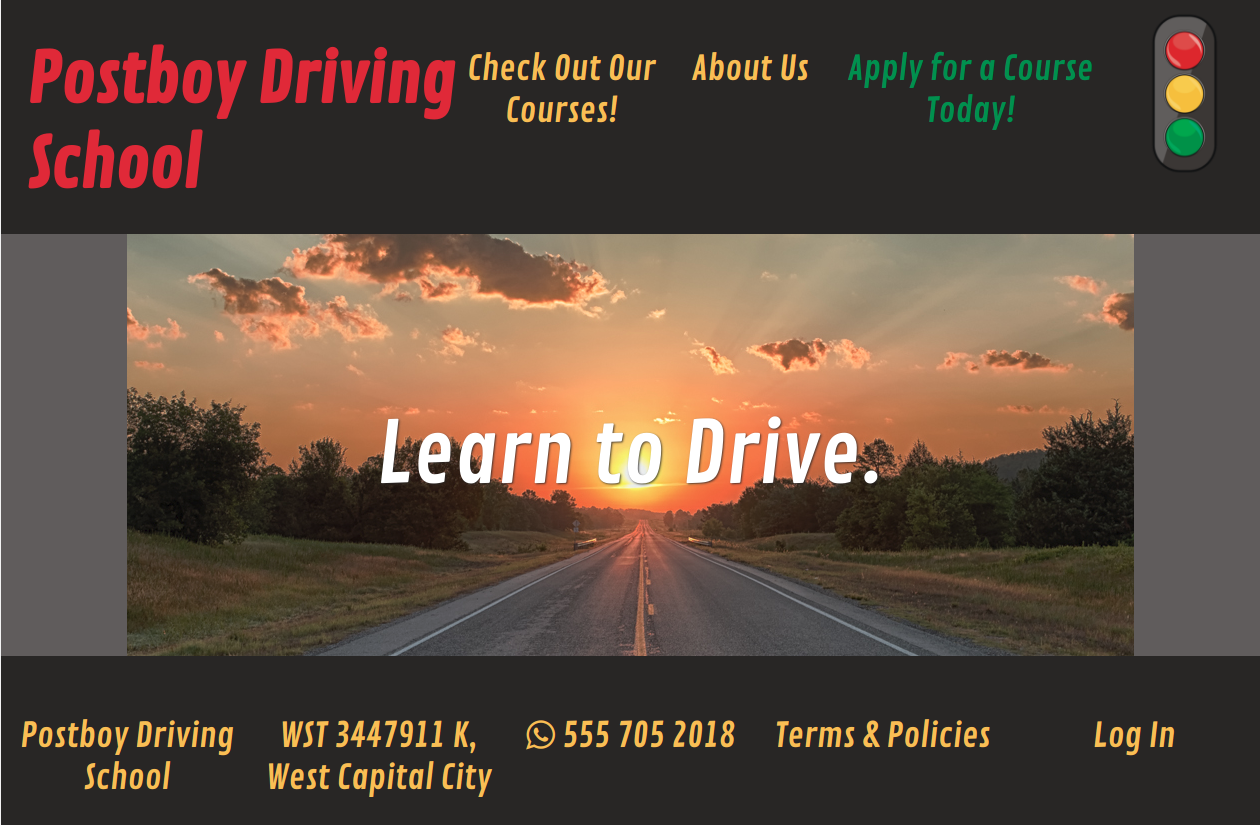 Postboy Driving
School
Check Out Our
Courses!
About Us
Apply for a Course
Today!
Learn to Drive.
Postboy Driving
School
WST 3447911 K,
West Capital City
555 705 2018
Terms & Policies
Log In